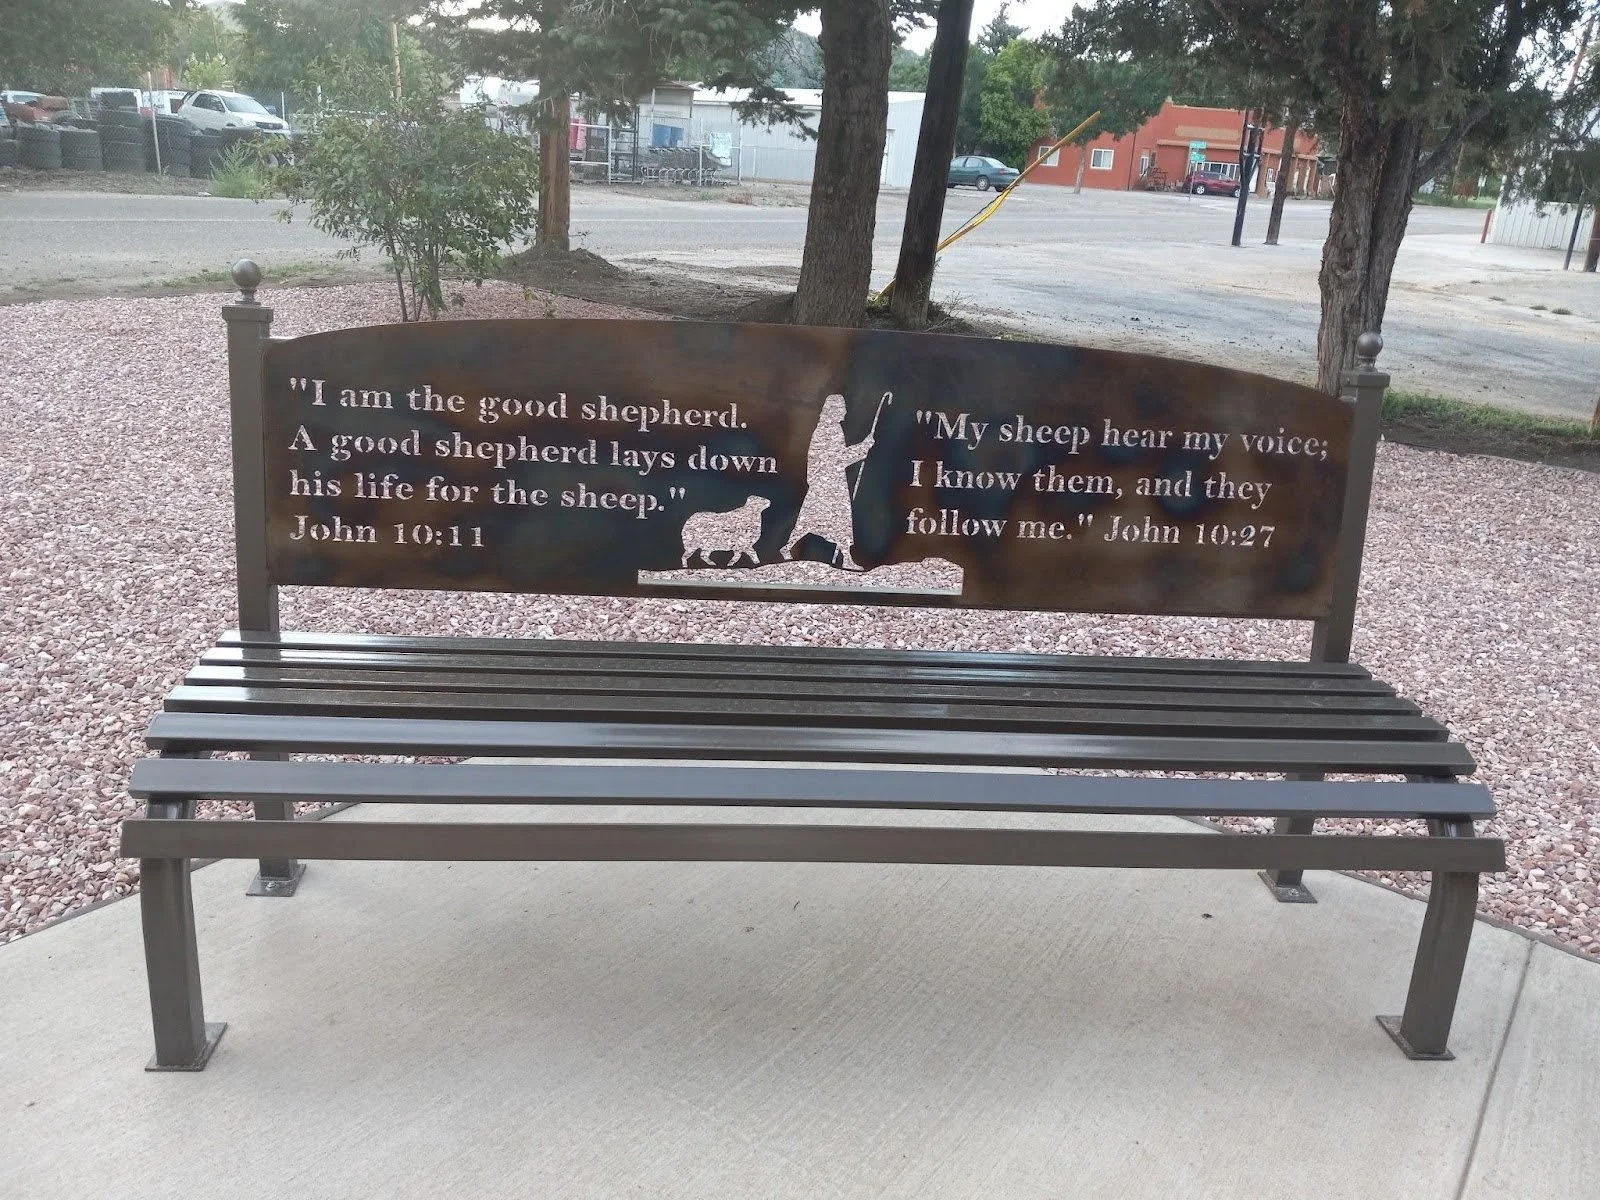 "I am the good shepherd.
A good shepherd lays down
his life for the sheep."
John 10:11
"My sheep hear my voice;
I know them, and they
follow me." John 10:27